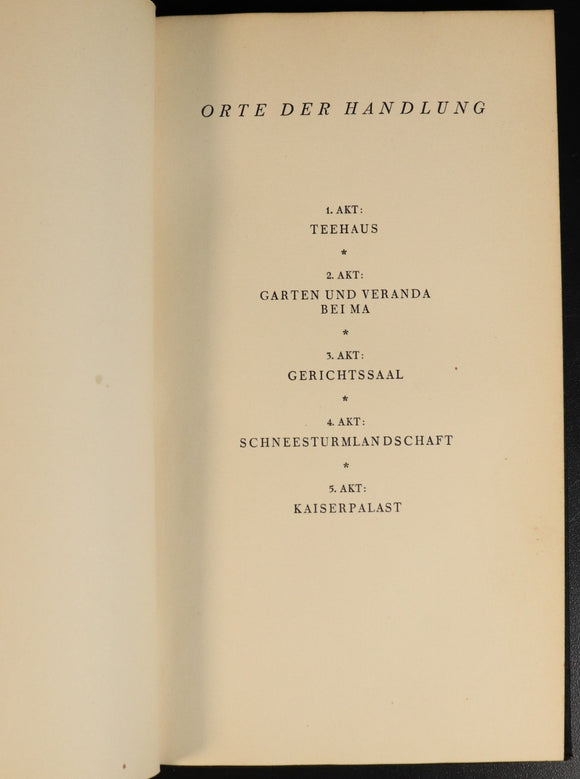 ORTE DER HANDLUNG
1. AKT:
TEEHAUS
*
2. AKT:
GARTEN UND VERANDA
BEI MA
*
3. AKT:
GERICHTSSAAL
*
4. AKT:
SCHNEESTURMLANDSCHAFT
*
5. AKT:
KAISERPALAST